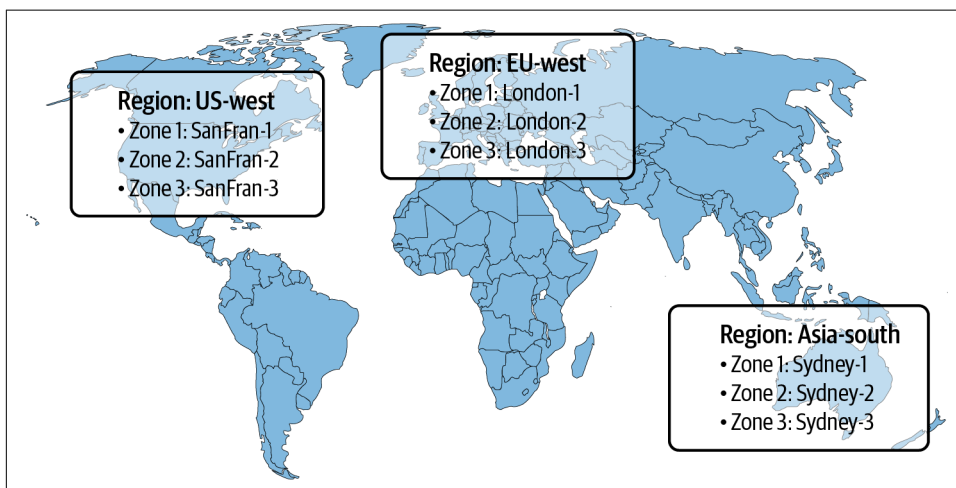 Region: US-west
• Zone 1: SanFran-1
• Zone 2: SanFran-2
• Zone 3: SanFran-3
Region: EU-west
• Zone 1: London-1
• Zone 2: London-2
• Zone 3: London-3
Region: Asia-south
• Zone 1: Sydney-1
• Zone 2: Sydney-2
• Zone 3: Sydney-3